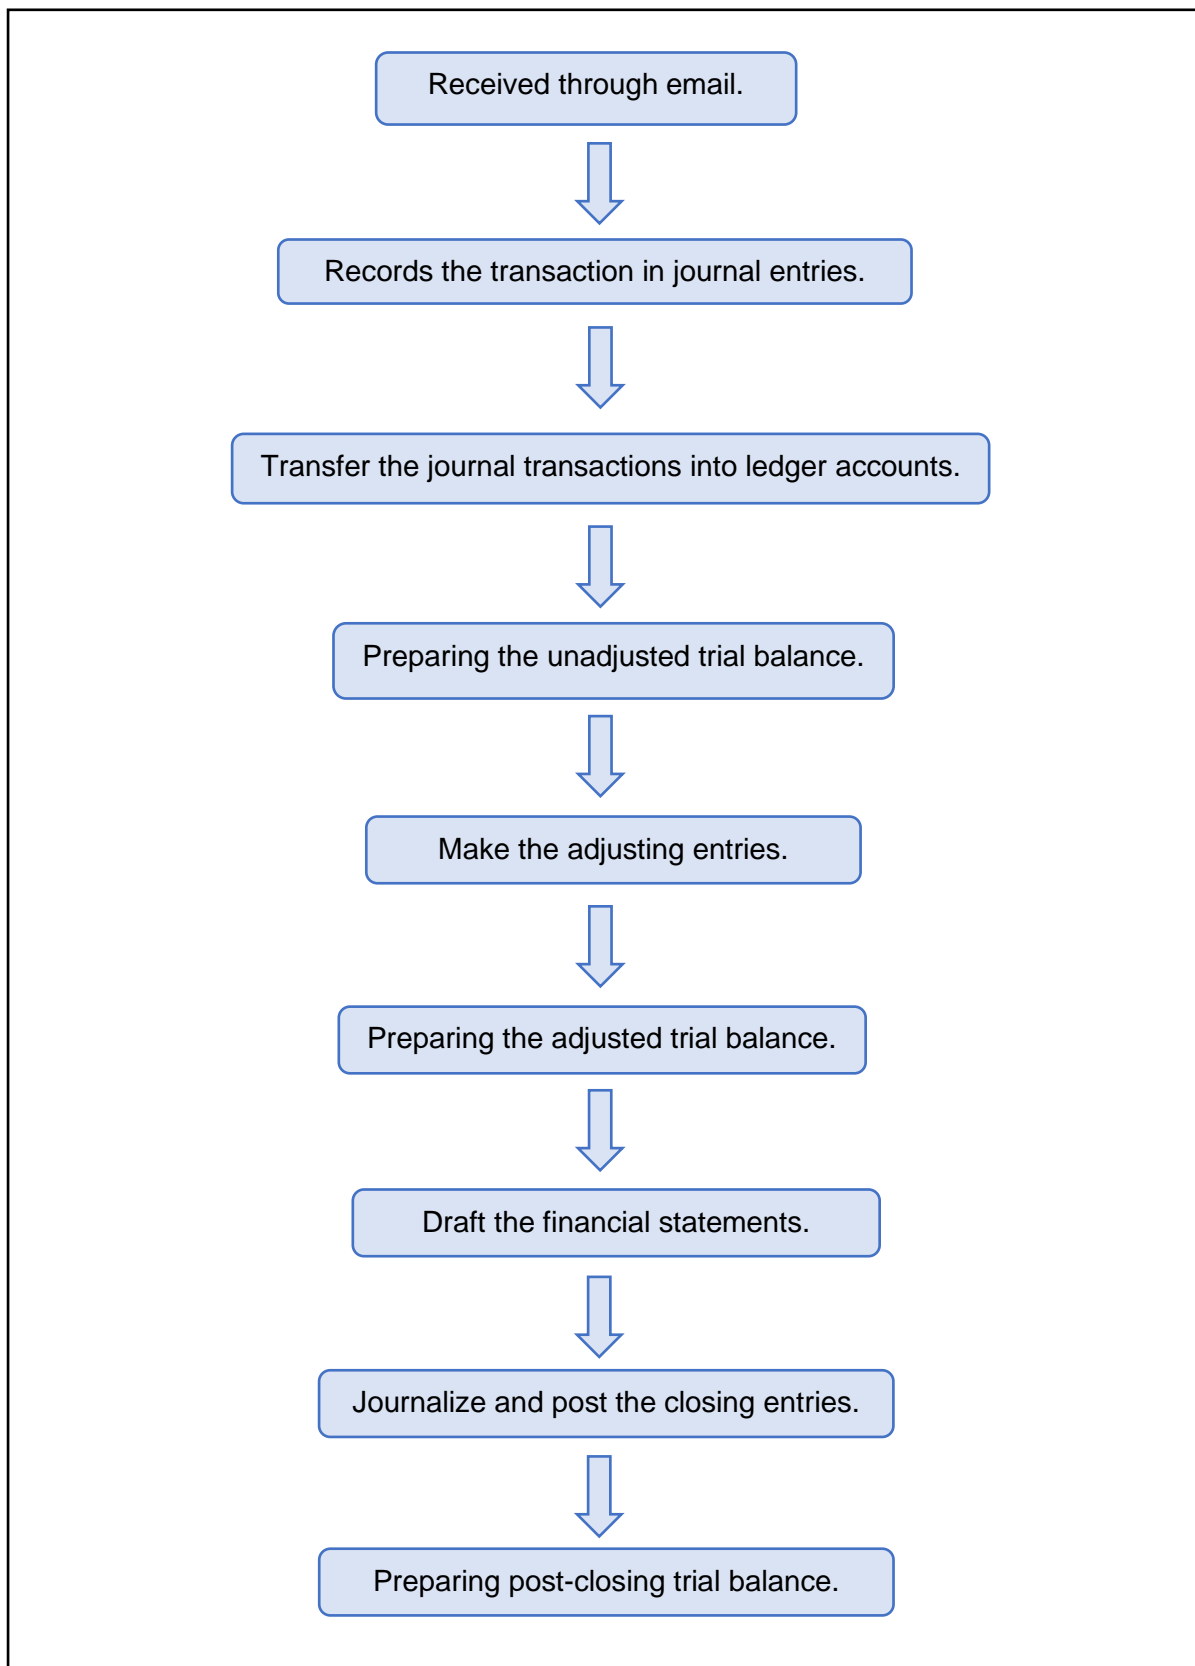 Received through email.
Records the transaction in journal entries.
Transfer the journal transactions into ledger accounts.
Preparing the unadjusted trial balance.
Make the adjusting entries.
Preparing the adjusted trial balance.
Draft the financial statements.
Journalize and post the closing entries.
Preparing post-closing trial balance.